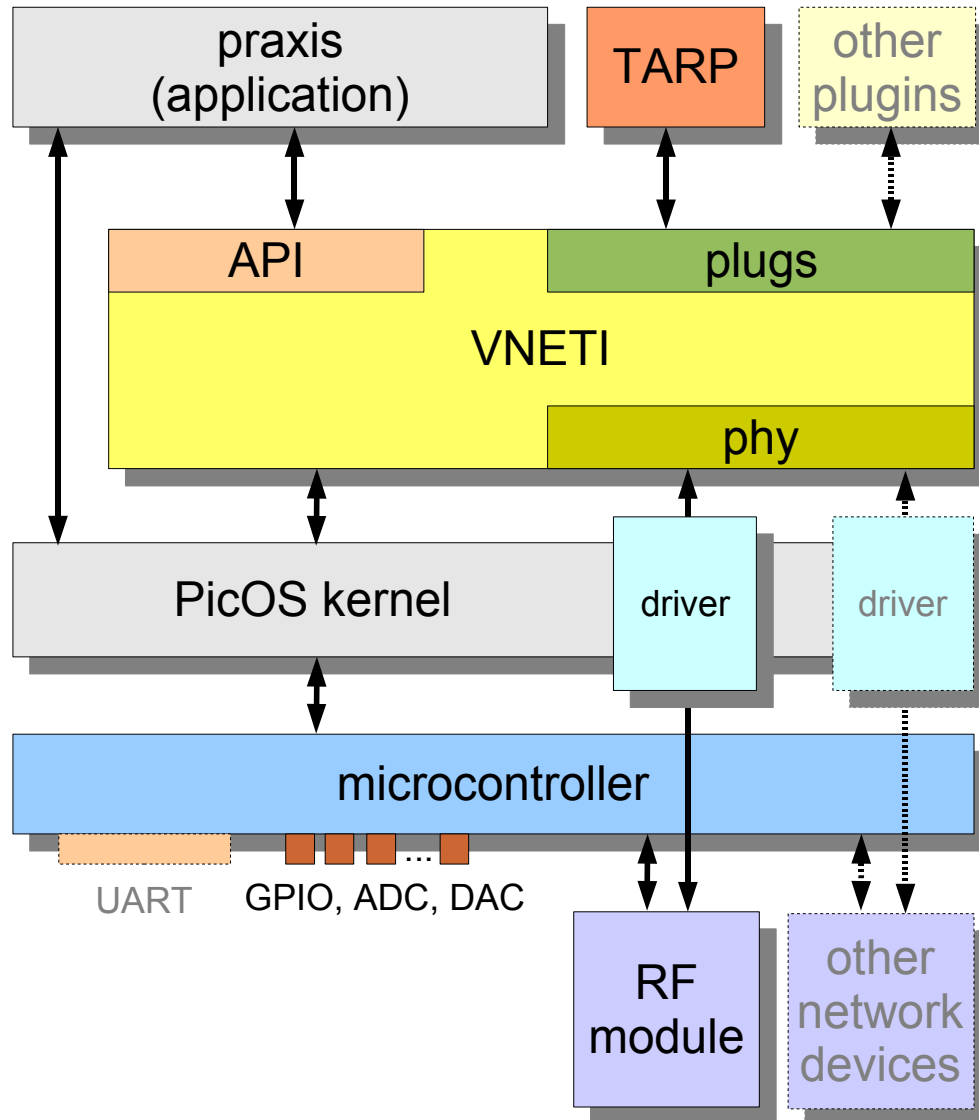 praxis
(application)
TARP
other
plugins
API
plugs
VNETI
phy
PicOS kernel
driver
driver
microcontroller
...
UART
GPIO, ADC, DAC
RF
module
other
network
devices